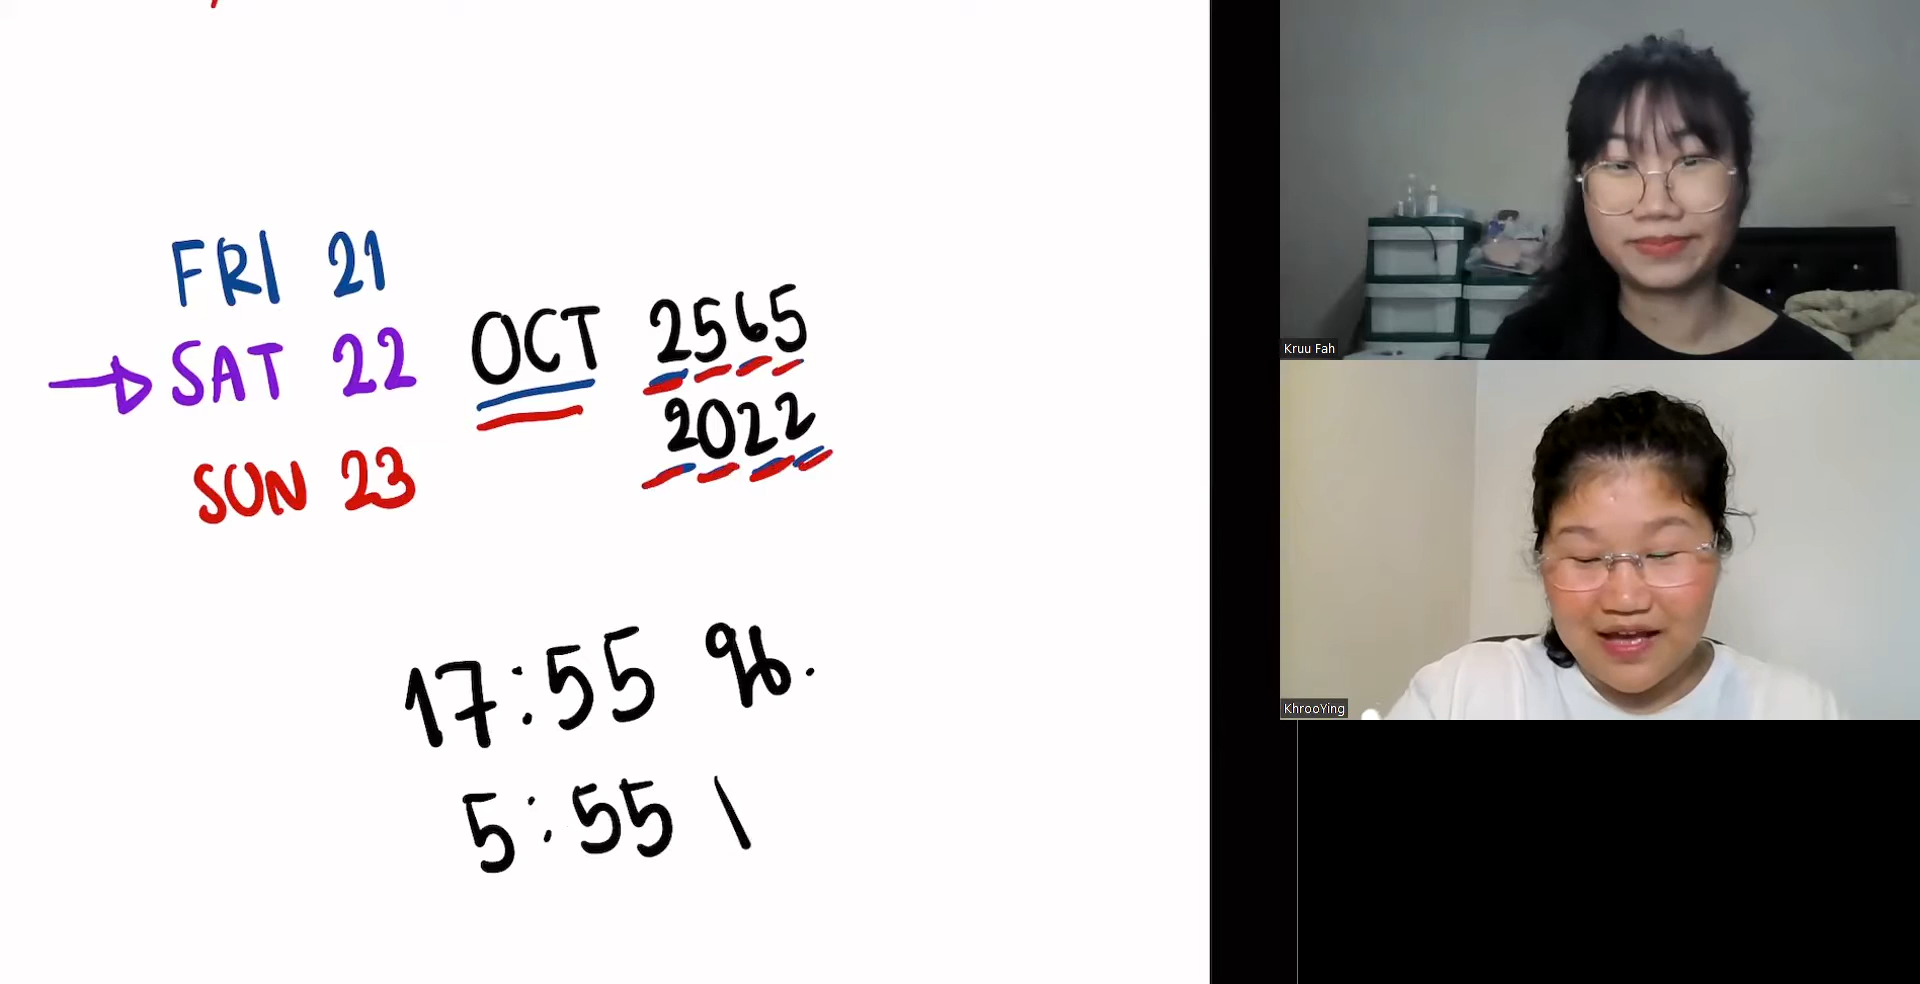 FRI 21
SAT 22
SUN 23
OCT 2565
2022
17:55 น.
5:55
Kruu Fah
KhrooYing